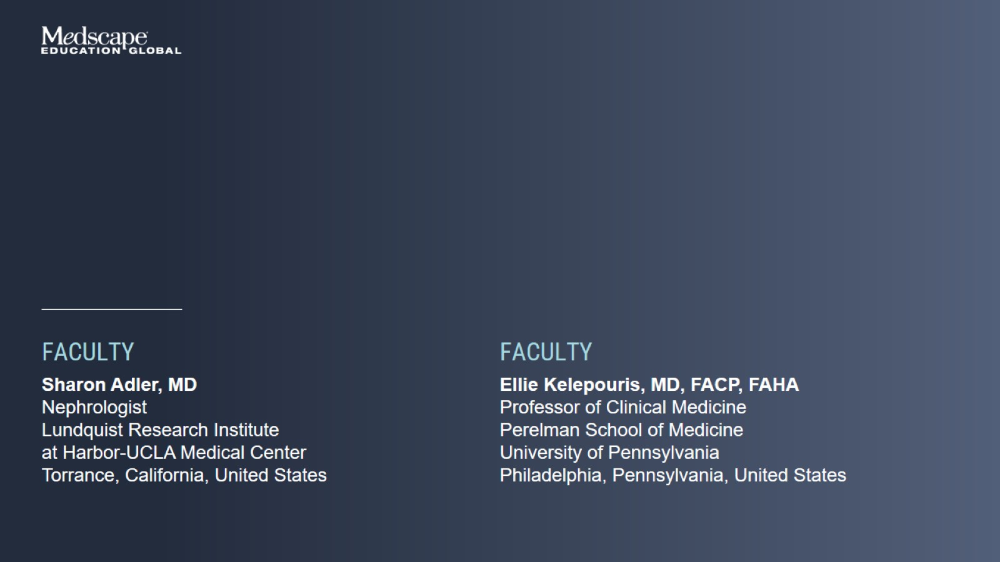 Medscape
EDUCATION GLOBAL
FACULTY
Sharon Adler, MD
Nephrologist
Lundquist Research Institute
at Harbor-UCLA Medical Center
Torrance, California, United States
FACULTY
Ellie Kelepouris, MD, FACP, FAHA
Professor of Clinical Medicine
Perelman School of Medicine
University of Pennsylvania
Philadelphia, Pennsylvania, United States